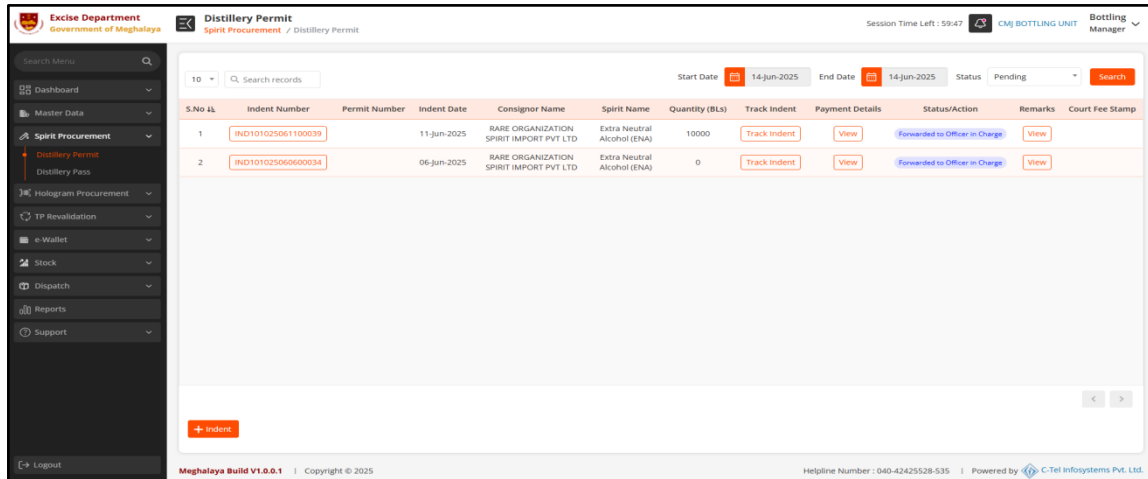 Excise Department
Government of Meghalaya
Distillery Permit
Spirit Procurement / Distillery Permit
Session Time Left : 59:47
CMJ BOTTLING UNIT
Bottling
Manager
Search Menu
Dashboard
Master Data
Spirit Procurement
Distillery Permit
Distillery Pass
Hologram Procurement
TP Revalidation
e-Wallet
Stock
Dispatch
Reports
Support
Logout
10 Search records Start Date 14-Jun-2025 End Date 14-Jun-2025 Status Pending Search
S.No Indent Number Permit Number Indent Date Consignor Name Spirit Name Quantity (BLs) Track Indent Payment Details Status/Action Remarks Court Fee Stamp
1 IND101025061100039 11-Jun-2025 RARE ORGANIZATION Extra Neutral 10000 Track Indent View Forwarded to Officer in Charge View
SPIRIT IMPORT PVT LTD Alcohol (ENA)
2 IND101025060600034 06-Jun-2025 RARE ORGANIZATION Extra Neutral 0 Track Indent View Forwarded to Officer in Charge View
SPIRIT IMPORT PVT LTD Alcohol (ENA)
< >
+ Indent
Meghalaya Build V1.0.0.1 | Copyright © 2025
Helpline Number : 040-42425528-535 | Powered by C-Tel Infosystems Pvt. Ltd.